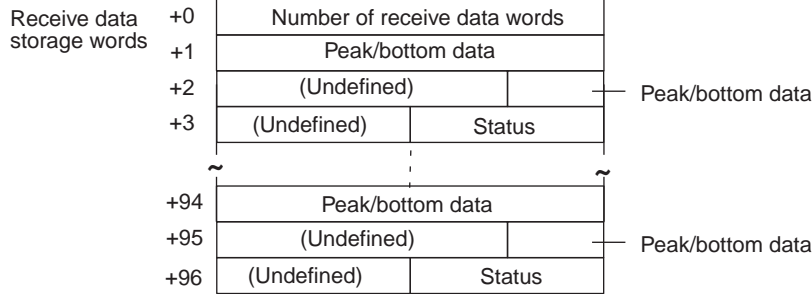 Receive data storage words
+0 Number of receive data words
+1 Peak/bottom data
+2 (Undefined) Peak/bottom data
+3 (Undefined) Status
~ ~
+94 Peak/bottom data
+95 (Undefined) Peak/bottom data
+96 (Undefined) Status